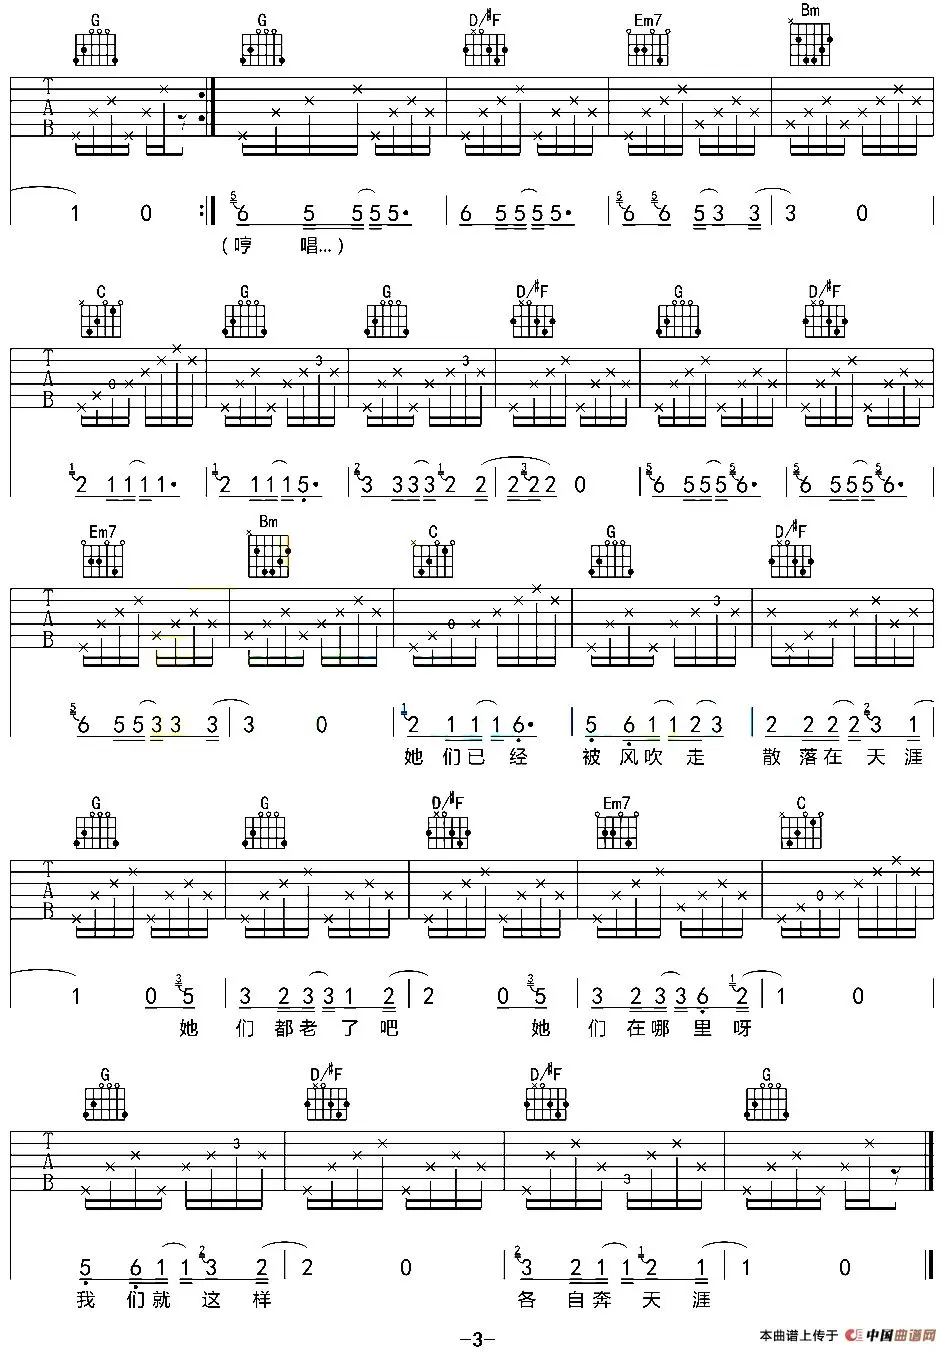 G G D/#F Em7 Bm
T A B
1 0 6 5 5 5 5· 6 5 5 5 5· 6 6 5 3 3 3 0
(哼 唱…)
C G G D/#F G D/#F
T A B 0 3 3
2 1 1 1 1· 2 1 1 1 5· 3 3 3 3 2 2 2 2 2 0 6 5 5 5 6· 6 5 5 5 6·
Em7 Bm C G D/#F
T A B 0 3
6 5 5 3 3 3 3 0 2 1 1 1 6· 5 6 1 1 2 3 2 2 2 2 3 1
她们已经 被风吹走 散落在天涯
G G D/#F Em7 C
T A B 0
1 0 5 3 2 3 3 1 2 2 0 5 3 2 3 3 6 2 1 0
她 们都老了吧 她 们在哪里呀
G D/#F D/#F G
T A B 3 3
5 6 1 1 3 2 2 0 3 2 1 1 2 1 1 0
我们就这样 各自奔天涯
-3-
本曲谱上传于 中国曲谱网